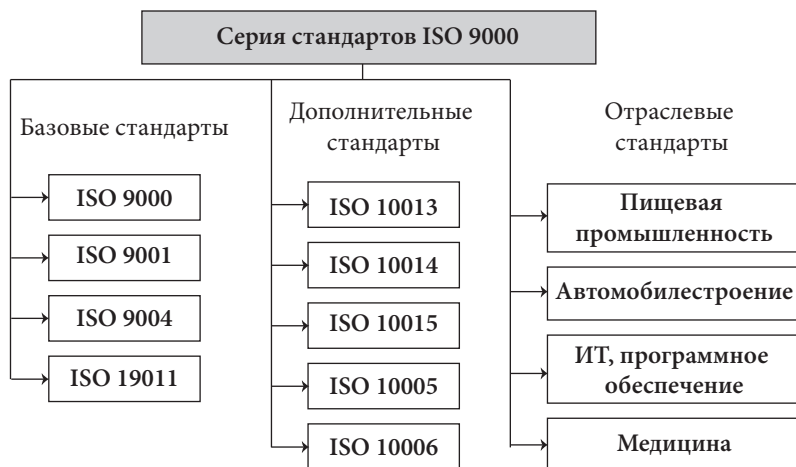 Серия стандартов ISO 9000
Базовые стандарты
ISO 9000
ISO 9001
ISO 9004
ISO 19011
Дополнительные
стандарты
ISO 10013
ISO 10014
ISO 10015
ISO 10005
ISO 10006
Отраслевые
стандарты
Пищевая
промышленность
Автомобилестроение
ИТ, программное
обеспечение
Медицина